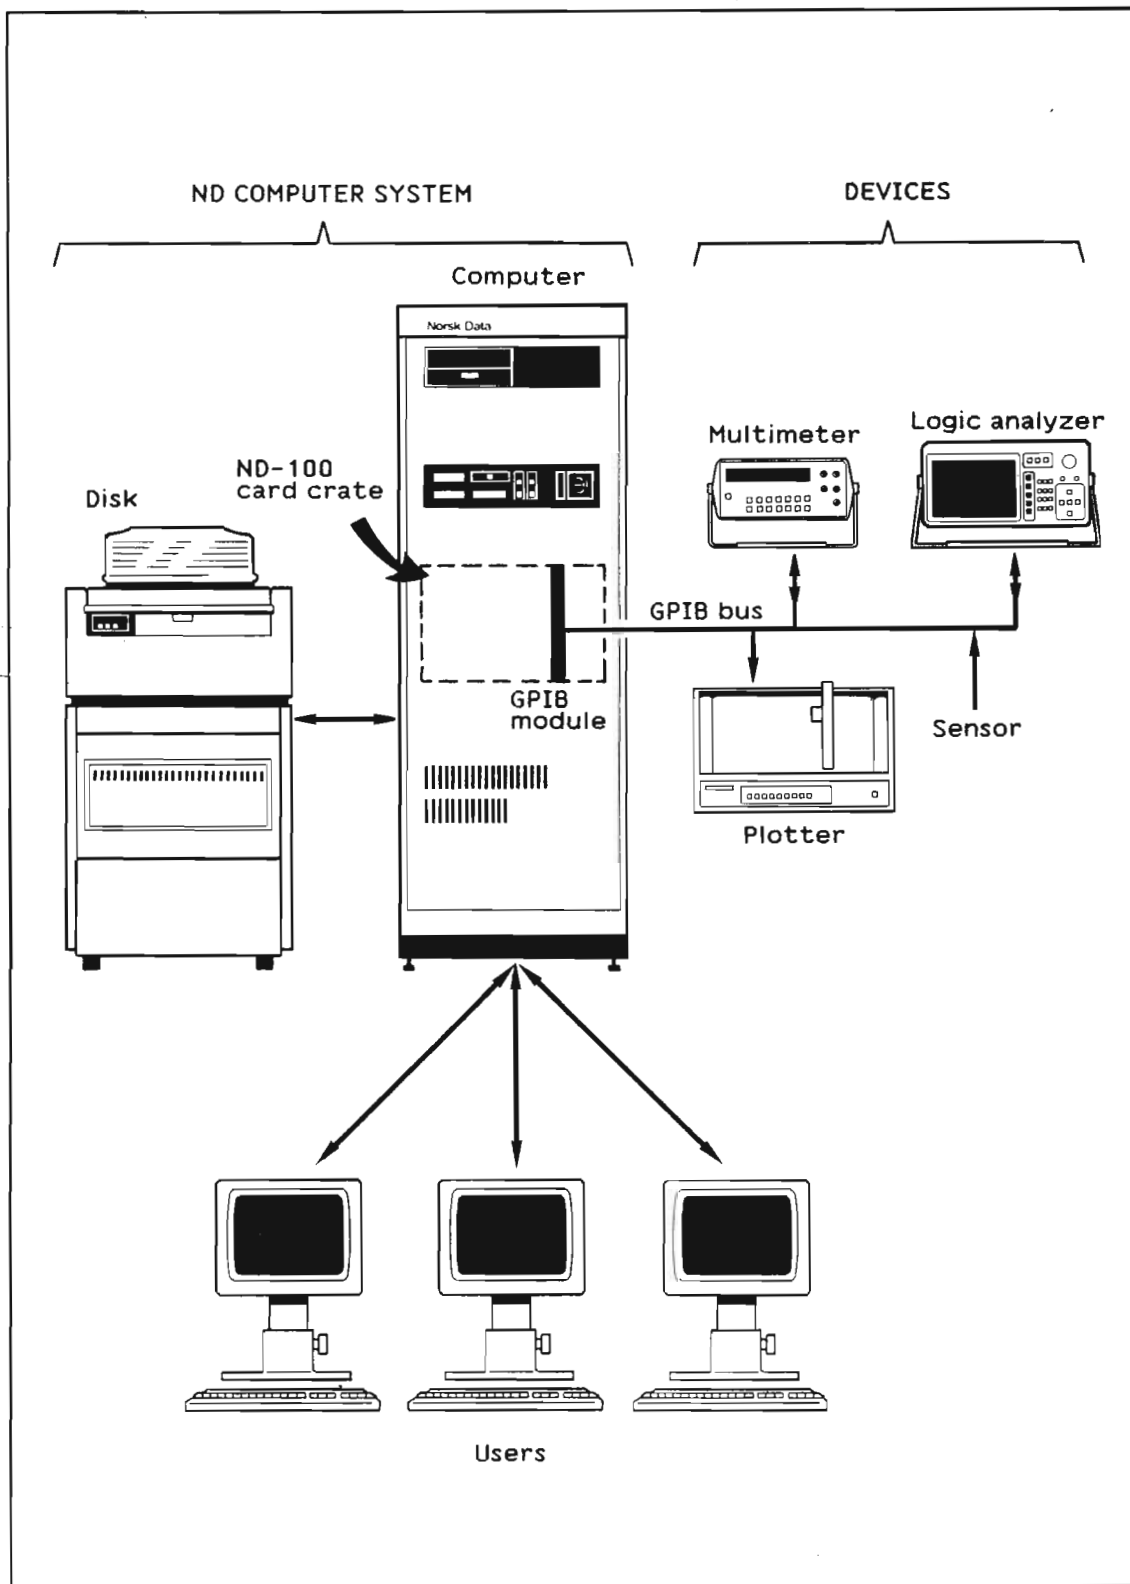 ND COMPUTER SYSTEM
DEVICES
Computer
Norsk Data
Multimeter
Logic analyzer
ND-100
card crate
Disk
GPIB bus
GPIB
module
Sensor
Plotter
Users